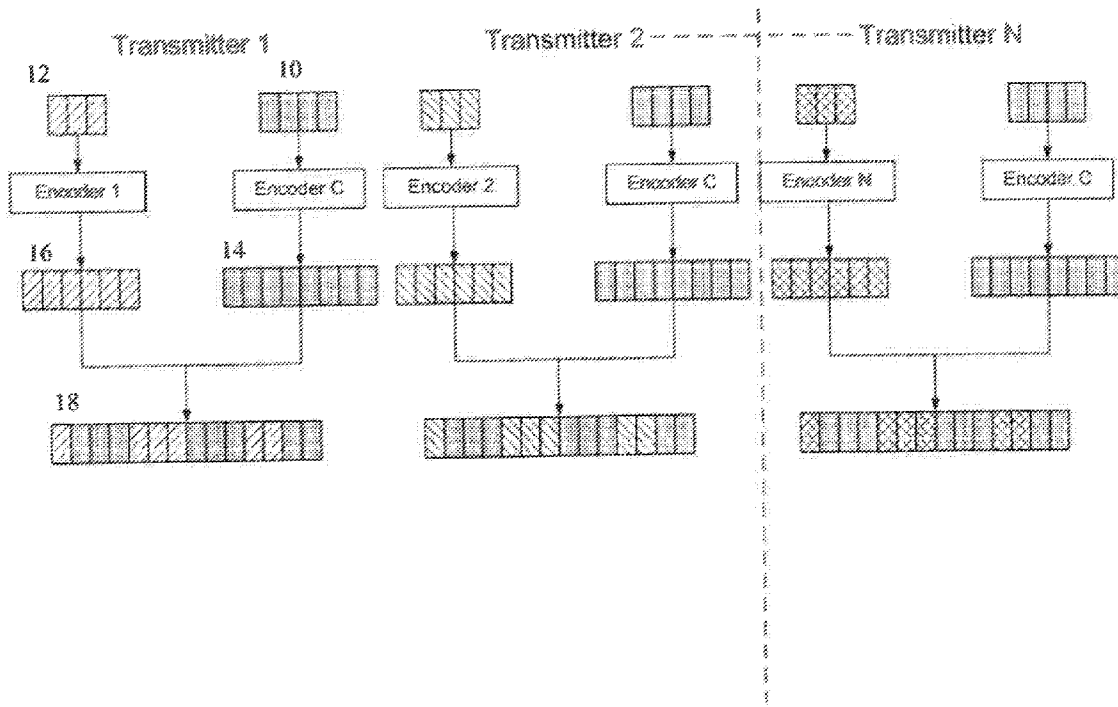 Transmitter 1
Transmitter 2
Transmitter N
12
10
Encoder 1
Encoder C
Encoder 2
Encoder C
Encoder N
Encoder C
16
14
18